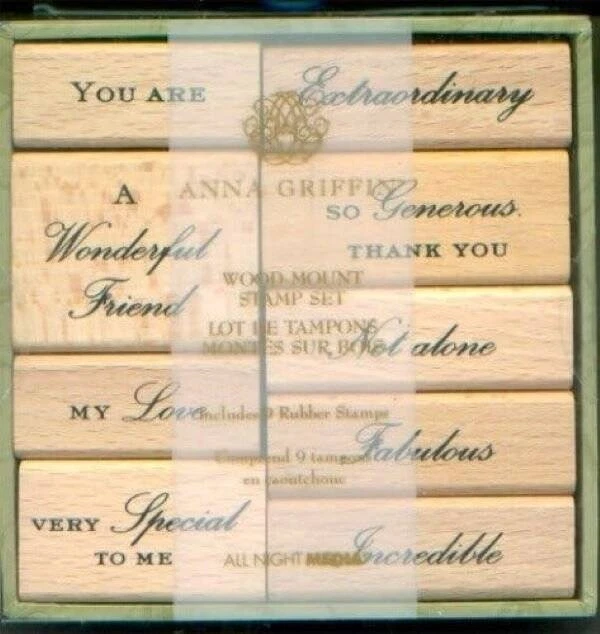 YOU ARE
Extraordinary
A
Wonderful
Friend
ANNA GRIFFIN
SO Generous.
THANK YOU
WOOD MOUNT
STAMP SET
LOT DE TAMPONS
MONTÉS SUR BOIS
Not alone
MY Love
Includes 9 Rubber Stamps
Fabulous
Comprend 9 tampons
en caoutchouc
VERY Special
TO ME
ALL NIGHT MEDIA
Incredible